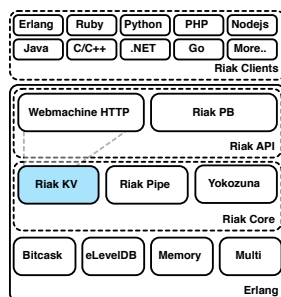 Erlang Ruby Python PHP Nodejs
Java C/C++ .NET Go More..
Riak Clients
Webmachine HTTP Riak PB
Riak API
Riak KV Riak Pipe Yokozuna
Riak Core
Bitcask eLevelDB Memory Multi
Erlang